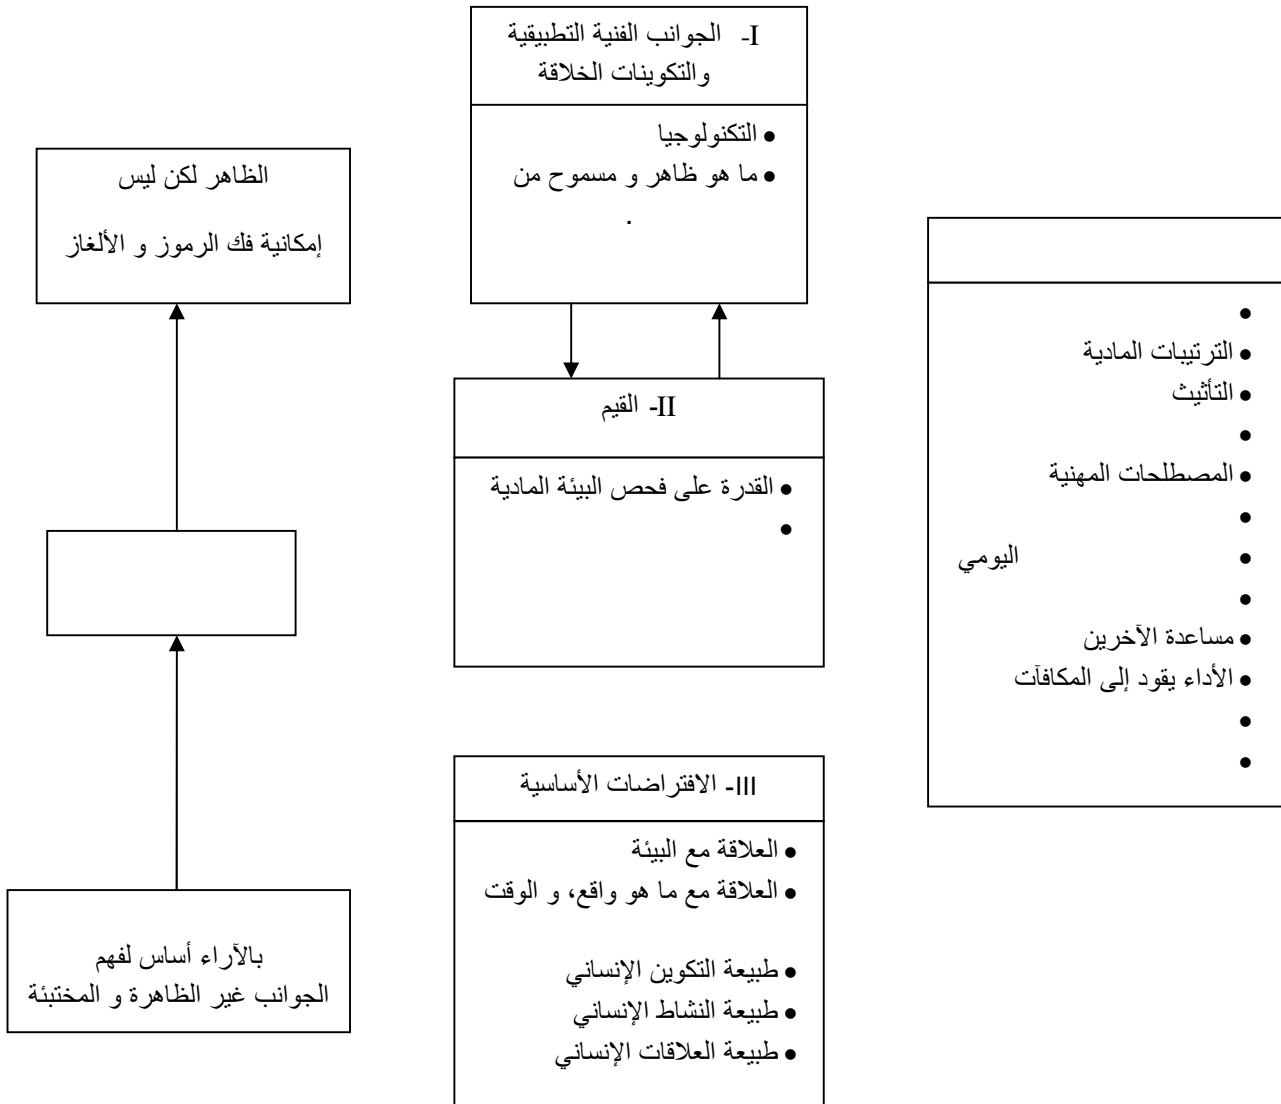 I- الجوانب الفنية التطبيقية
والتكوينات الخلاقة
• التكنولوجيا
• ما هو ظاهر و مسموح من
.
الظاهر لكن ليس
إمكانية فك الرموز و الألغاز
•
• الترتيبات المادية
• التأثيث
•
• المصطلحات المهنية
•
• اليومي
•
• مساعدة الآخرين
• الأداء يقود إلى المكافآت
•
•
II- القيم
• القدرة على فحص البيئة المادية
•
III- الافتراضات الأساسية
• العلاقة مع البيئة
• العلاقة مع ما هو واقع، و الوقت
• طبيعة التكوين الإنساني
• طبيعة النشاط الإنساني
• طبيعة العلاقات الإنساني
بالآراء أساس لفهم
الجوانب غير الظاهرة و المختبئة